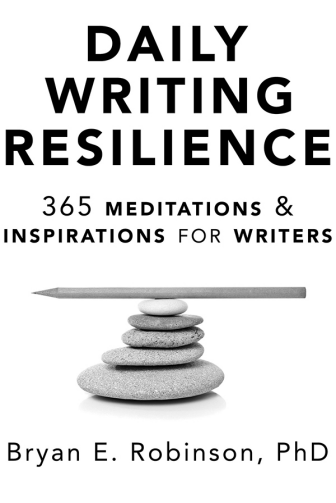 DAILY
WRITING
RESILIENCE
365 MEDITATIONS &
INSPIRATIONS FOR WRITERS
Bryan E. Robinson, PhD